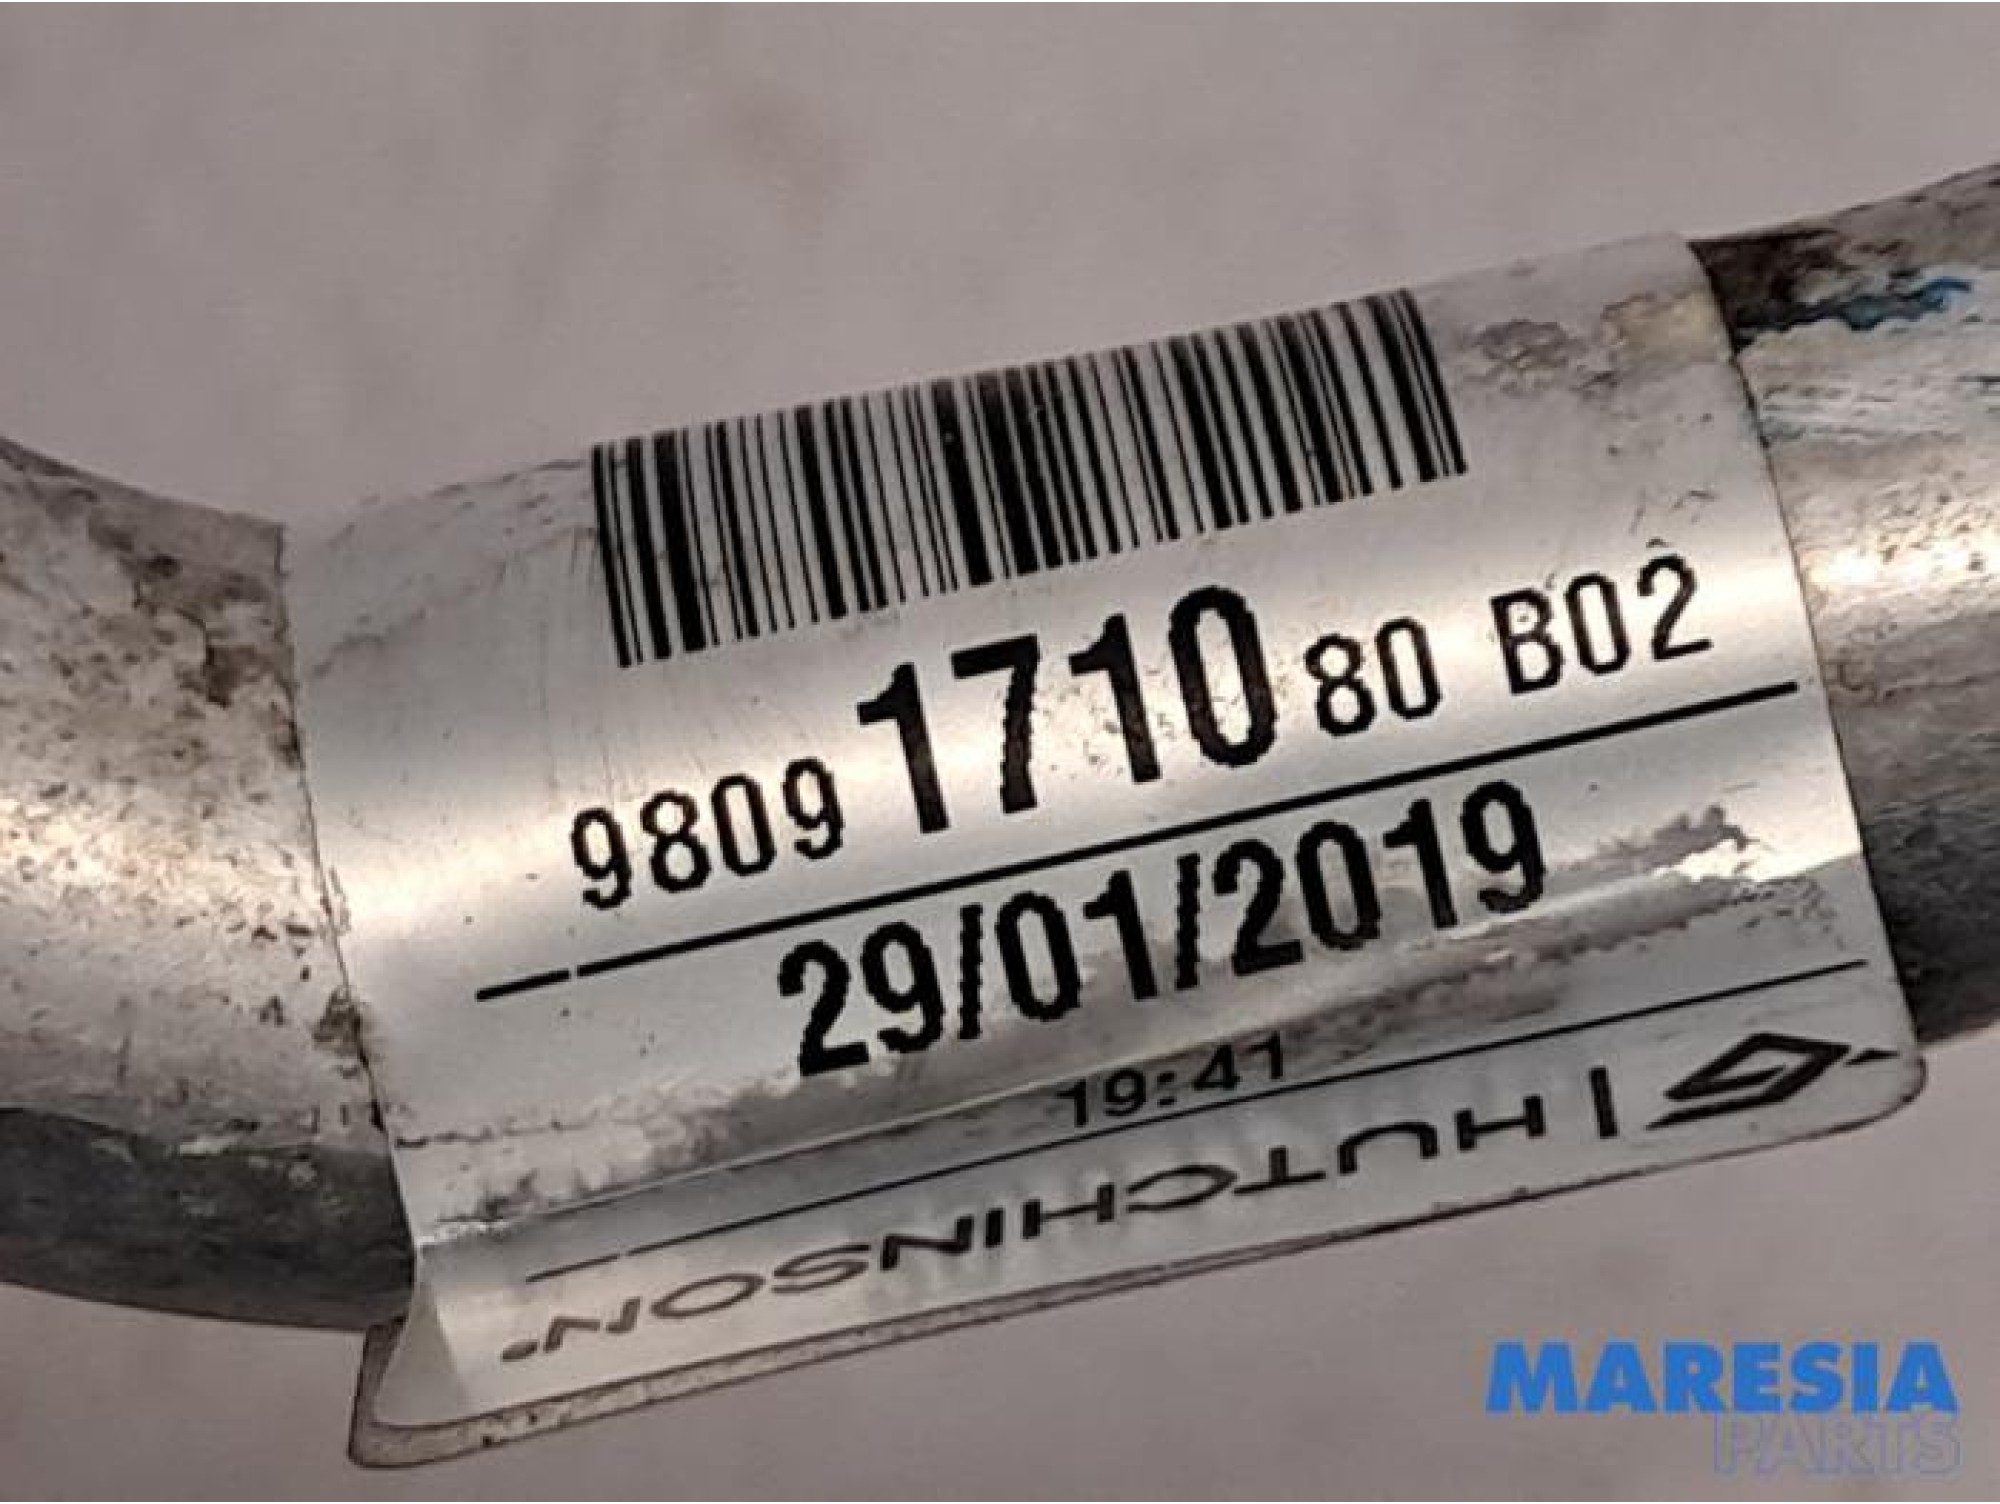 9809 1710 80 B02
29/01/2019
19:41
HUTCHINSON
MARESIA
PARTS